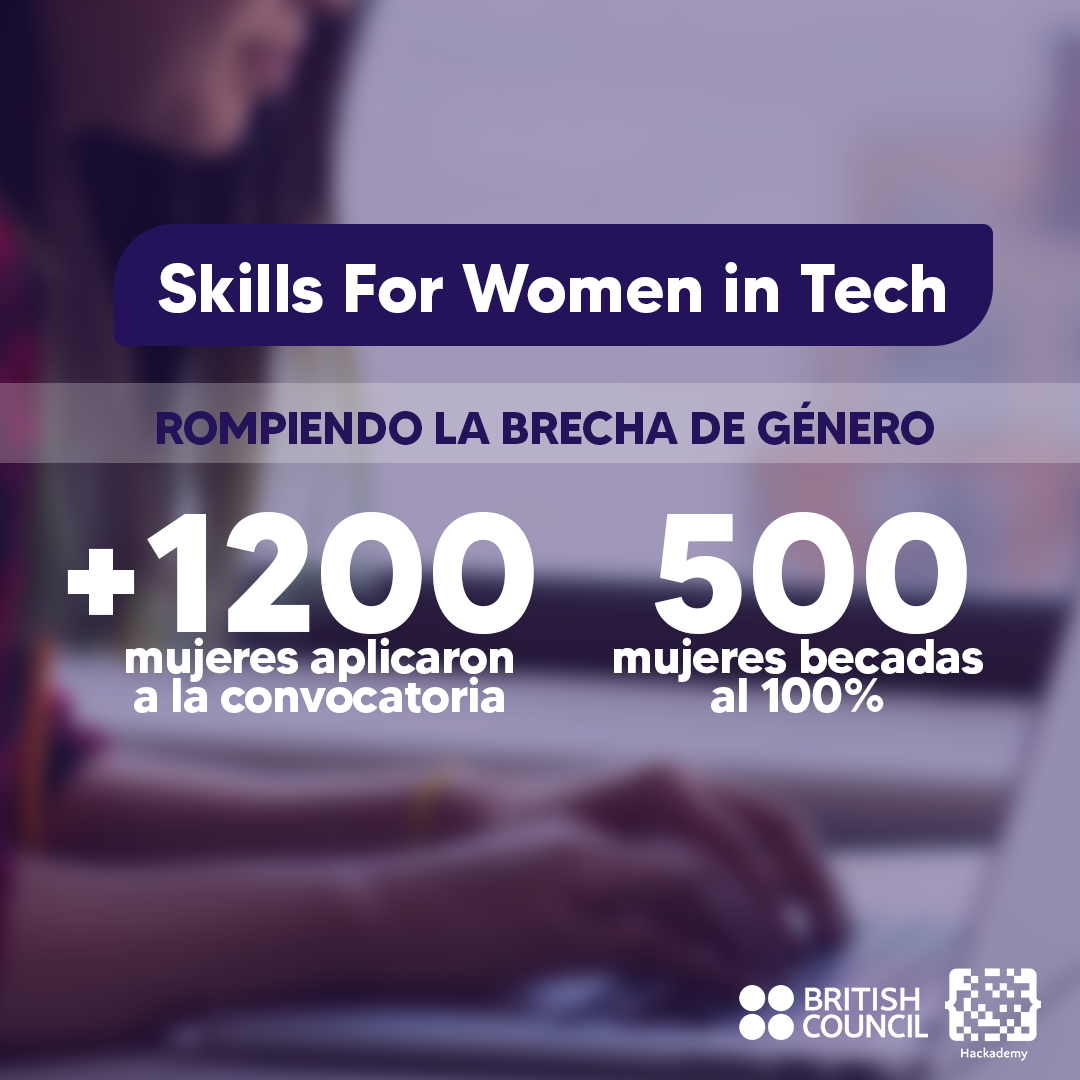 Skills For Women in Tech
ROMPIENDO LA BRECHA DE GÉNERO
+1200
mujeres aplicaron
a la convocatoria
500
mujeres becadas
al 100%
BRITISH
COUNCIL
Hackademy